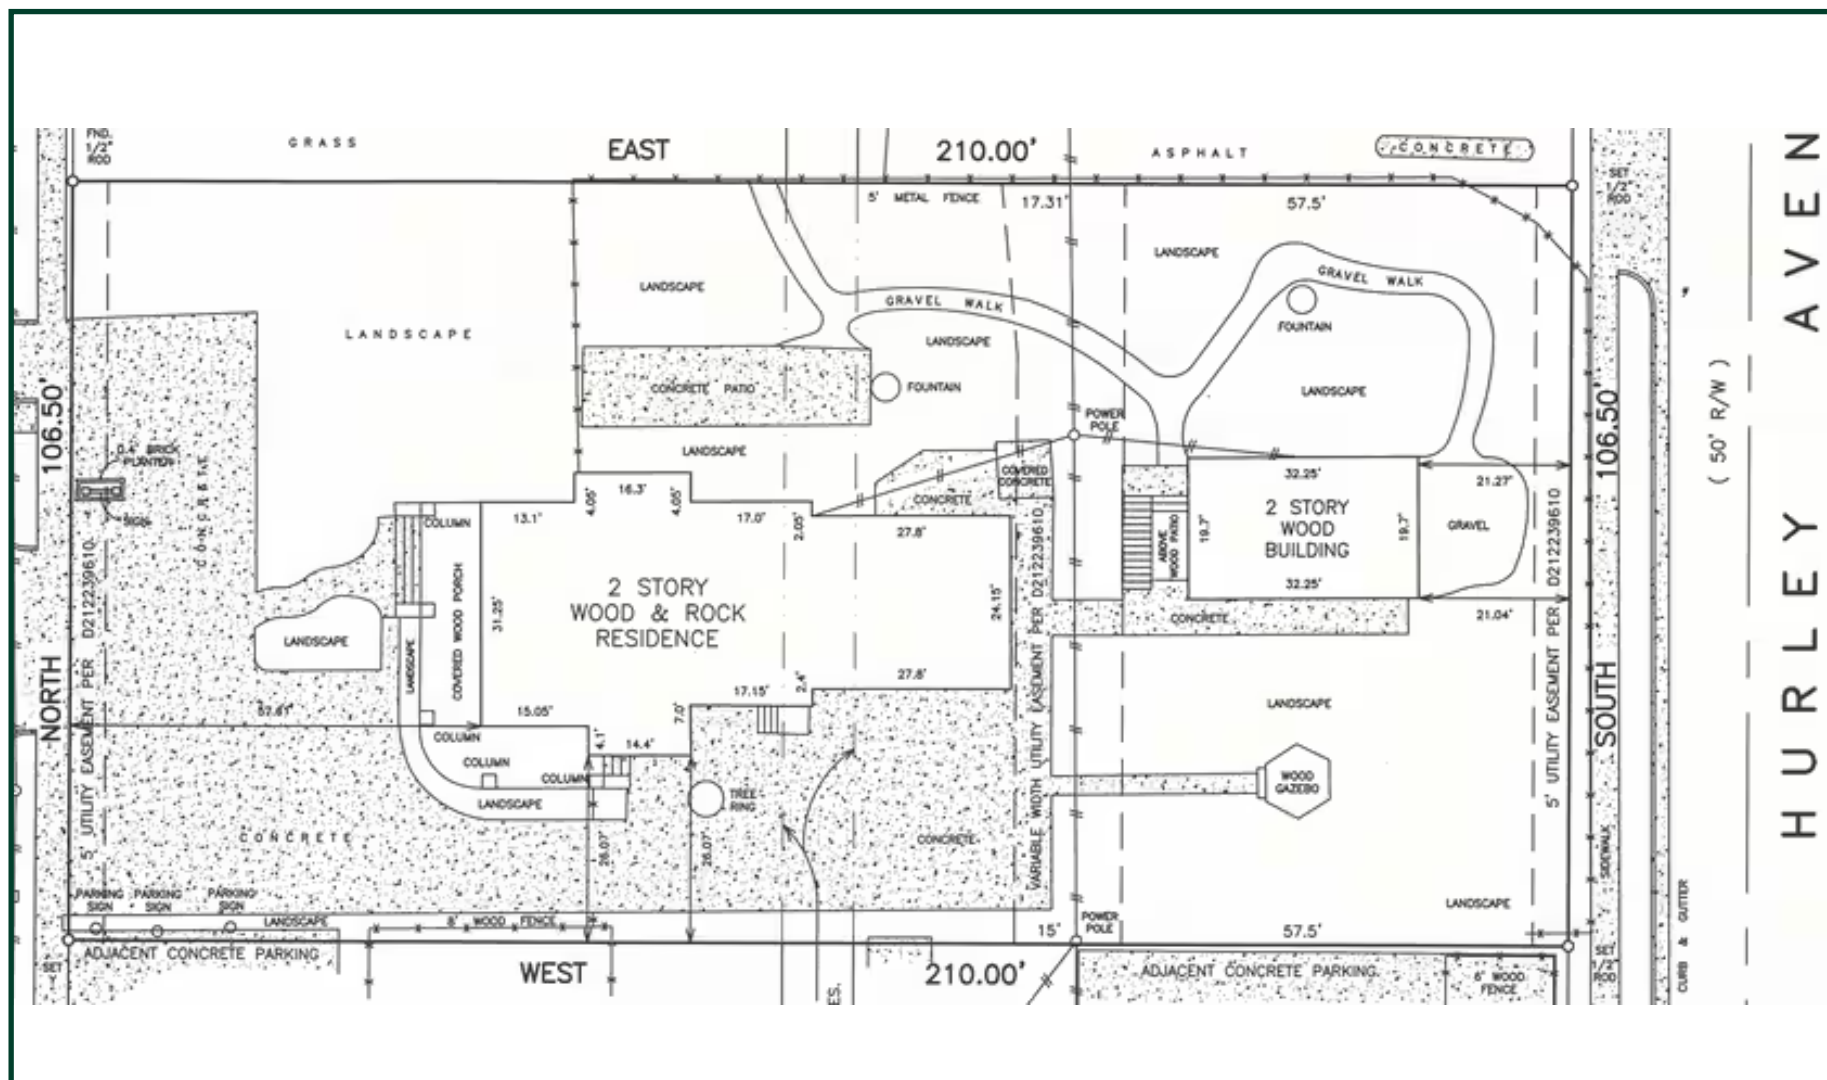 FND.
1/2"
ROD
GRASS
EAST
210.00'
ASPHALT
CONCRETE
SET
1/2"
ROD
5' METAL FENCE
17.31'
57.5'
LANDSCAPE
LANDSCAPE
GRAVEL WALK
GRAVEL WALK
FOUNTAIN
LANDSCAPE
LANDSCAPE
CONCRETE PATIO
FOUNTAIN
LANDSCAPE
106.50'
NORTH
POWER
POLE
LANDSCAPE
0.4' BRICK
PLANTER
SIGN
CONCRETE
COVERED
CONCRETE
CONCRETE
16.3'
4.05'
4.05'
13.1'
17.0'
2.05'
27.8'
COLUMN
32.25'
2 STORY
WOOD
BUILDING
32.25'
19.7'
19.7'
ABOVE
WOOD PATIO
21.27'
GRAVEL
21.04'
CONCRETE
106.50'
SOUTH
5' UTILITY EASEMENT PER D212239610
5' UTILITY EASEMENT PER D212239610
VARIABLE WIDTH UTILITY EASEMENT PER D212239610
2 STORY
WOOD & ROCK
RESIDENCE
31.25'
24.15'
COVERED WOOD PORCH
LANDSCAPE
LANDSCAPE
27.8'
17.15'
2.4'
7.0'
15.05'
4.1'
14.4'
COLUMN
COLUMN
COLUMN
LANDSCAPE
TREE
RING
26.07'
26.07'
CONCRETE
CONCRETE
LANDSCAPE
WOOD
GAZEBO
LANDSCAPE
SIDEWALK
PARKING
SIGN
PARKING
SIGN
PARKING
SIGN
LANDSCAPE
8' WOOD FENCE
15'
POWER
POLE
57.5'
SET
ADJACENT CONCRETE PARKING
WEST
210.00'
ES.
ADJACENT CONCRETE PARKING.
6' WOOD
FENCE
SET
1/2"
ROD
CURB & GUTTER
( 50' R/W )
HURLEY AVEN